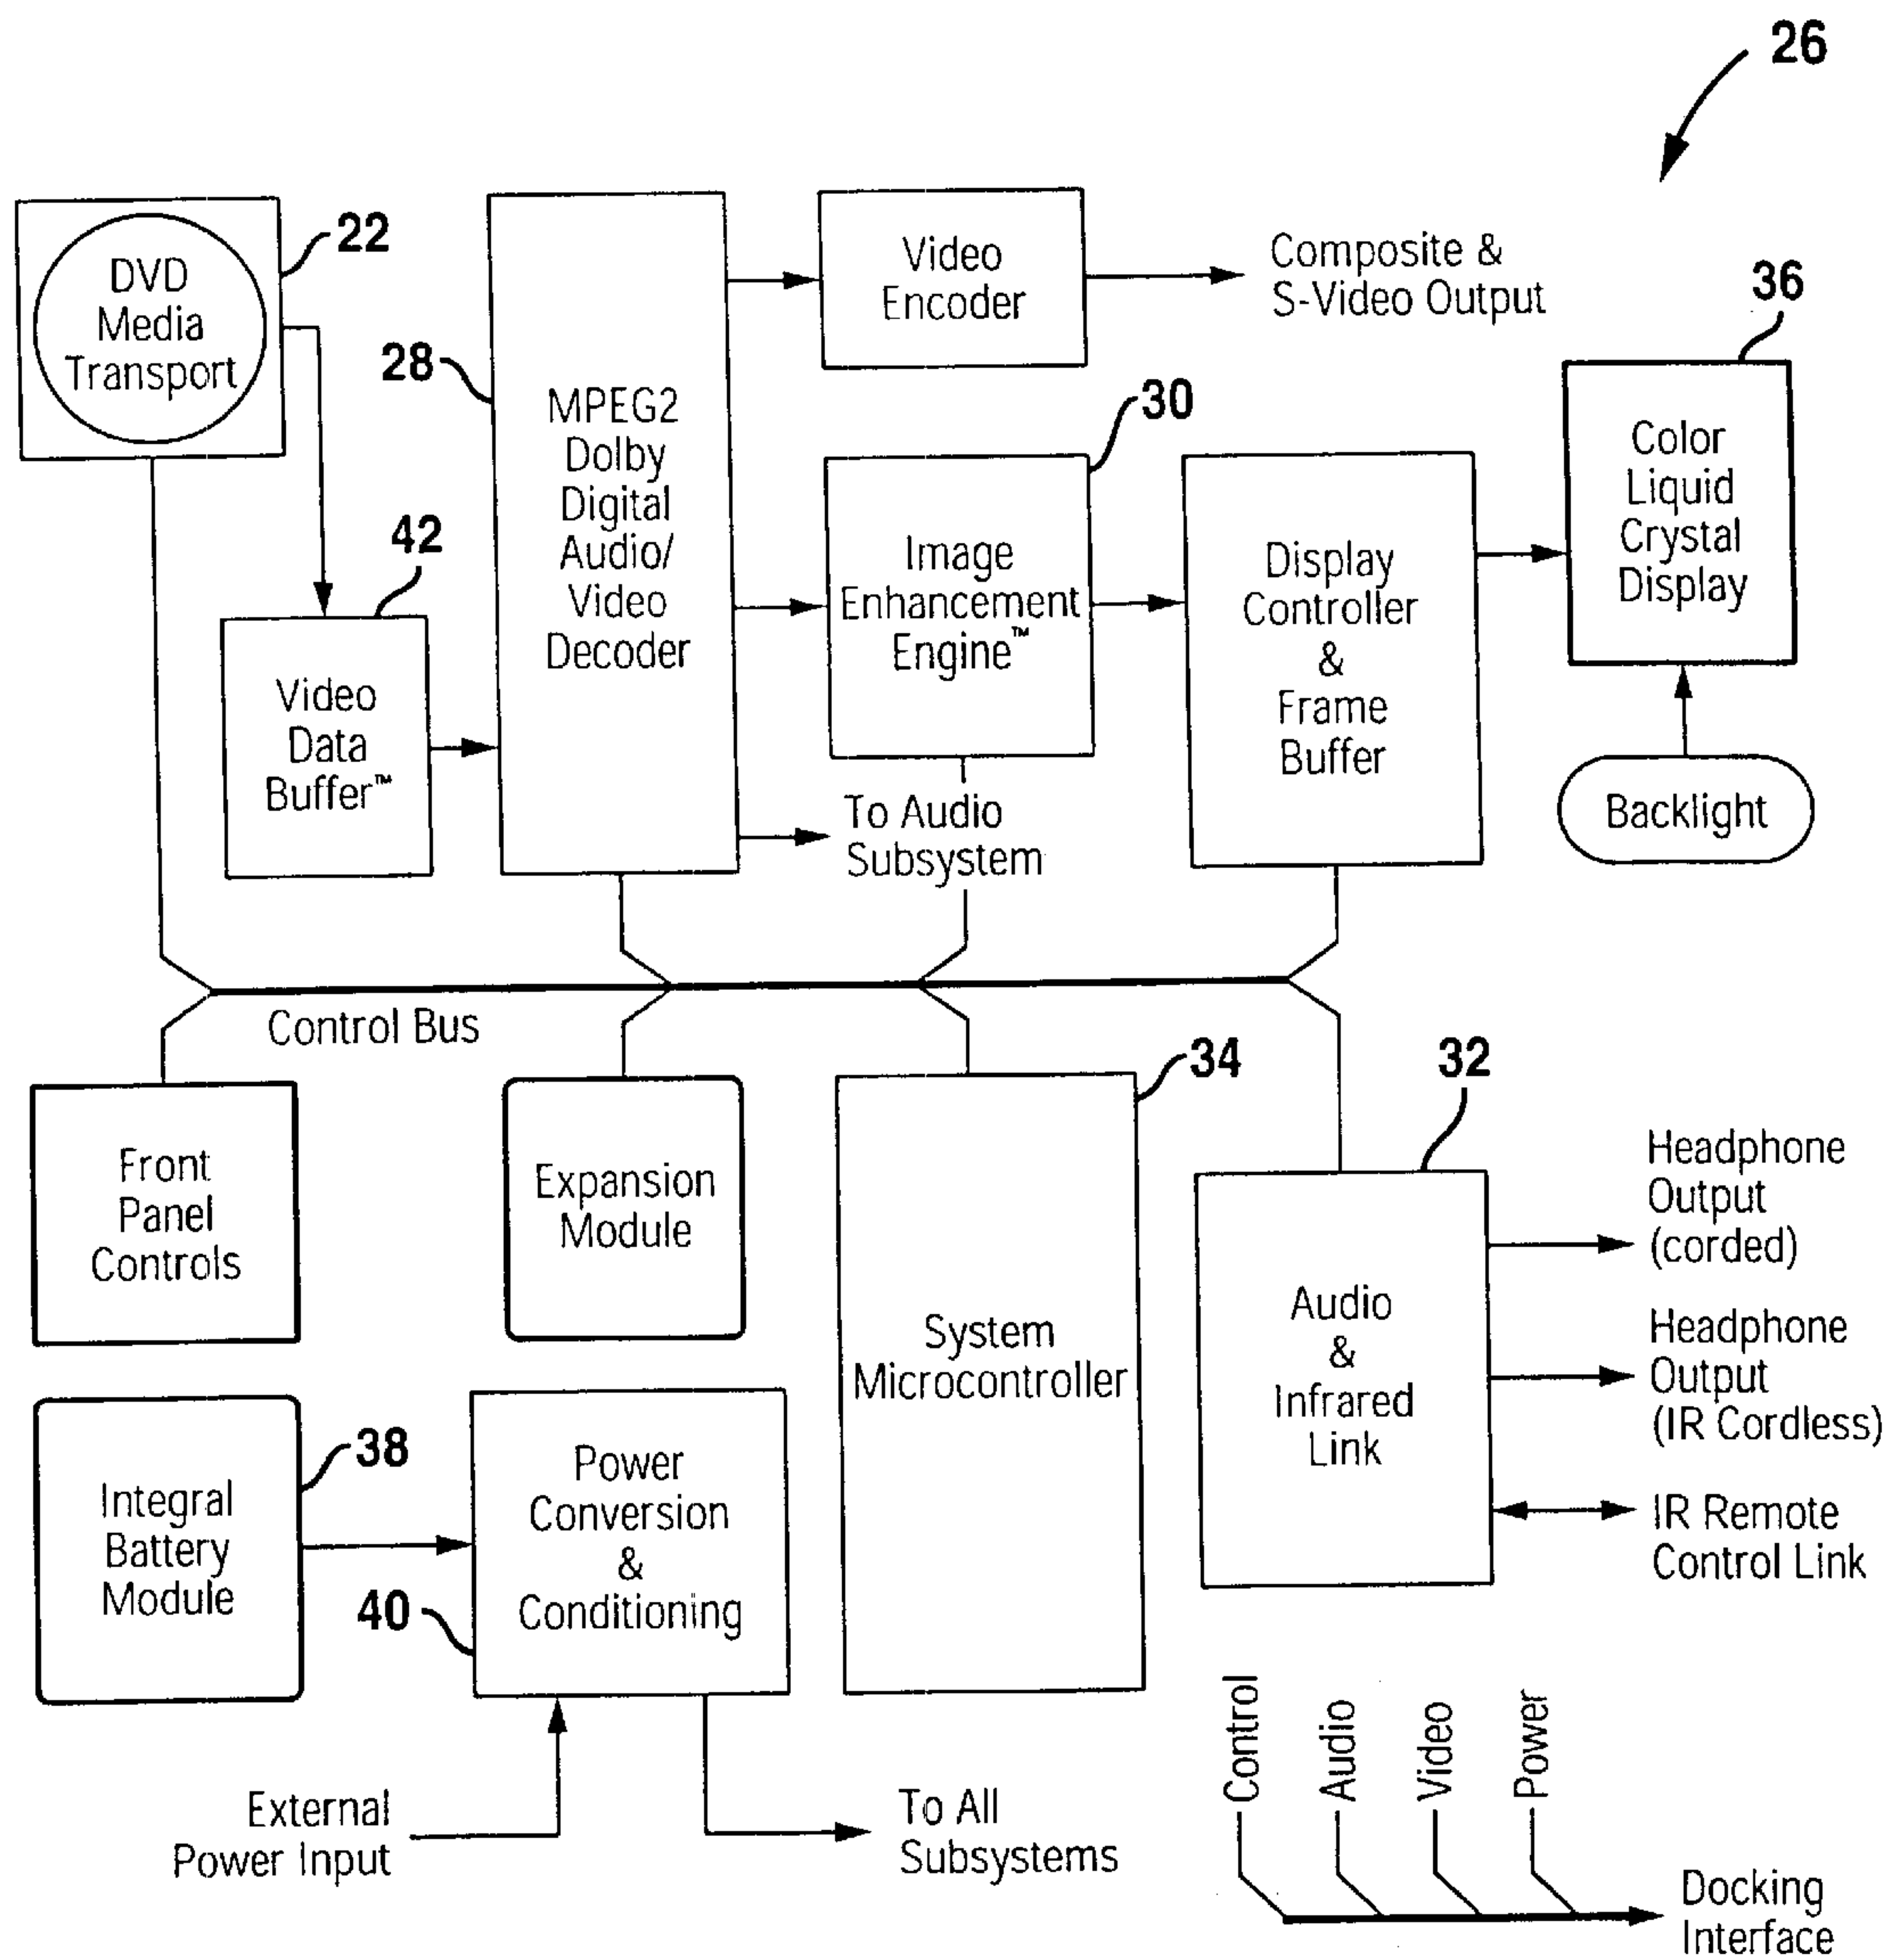 26
DVD
Media
Transport
22
28
MPEG2
Dolby
Digital
Audio/
Video
Decoder
Video
Encoder
Composite &
S-Video Output
36
Color
Liquid
Crystal
Display
30
Image
Enhancement
Engine™
Display
Controller
&
Frame
Buffer
42
Video
Data
Buffer™
To Audio
Subsystem
Backlight
Control Bus
Front
Panel
Controls
Expansion
Module
34
System
Microcontroller
32
Audio
&
Infrared
Link
Headphone
Output
(corded)
Headphone
Output
(IR Cordless)
IR Remote
Control Link
38
Integral
Battery
Module
40
Power
Conversion
&
Conditioning
External
Power Input
To All
Subsystems
Control
Audio
Video
Power
Docking
Interface